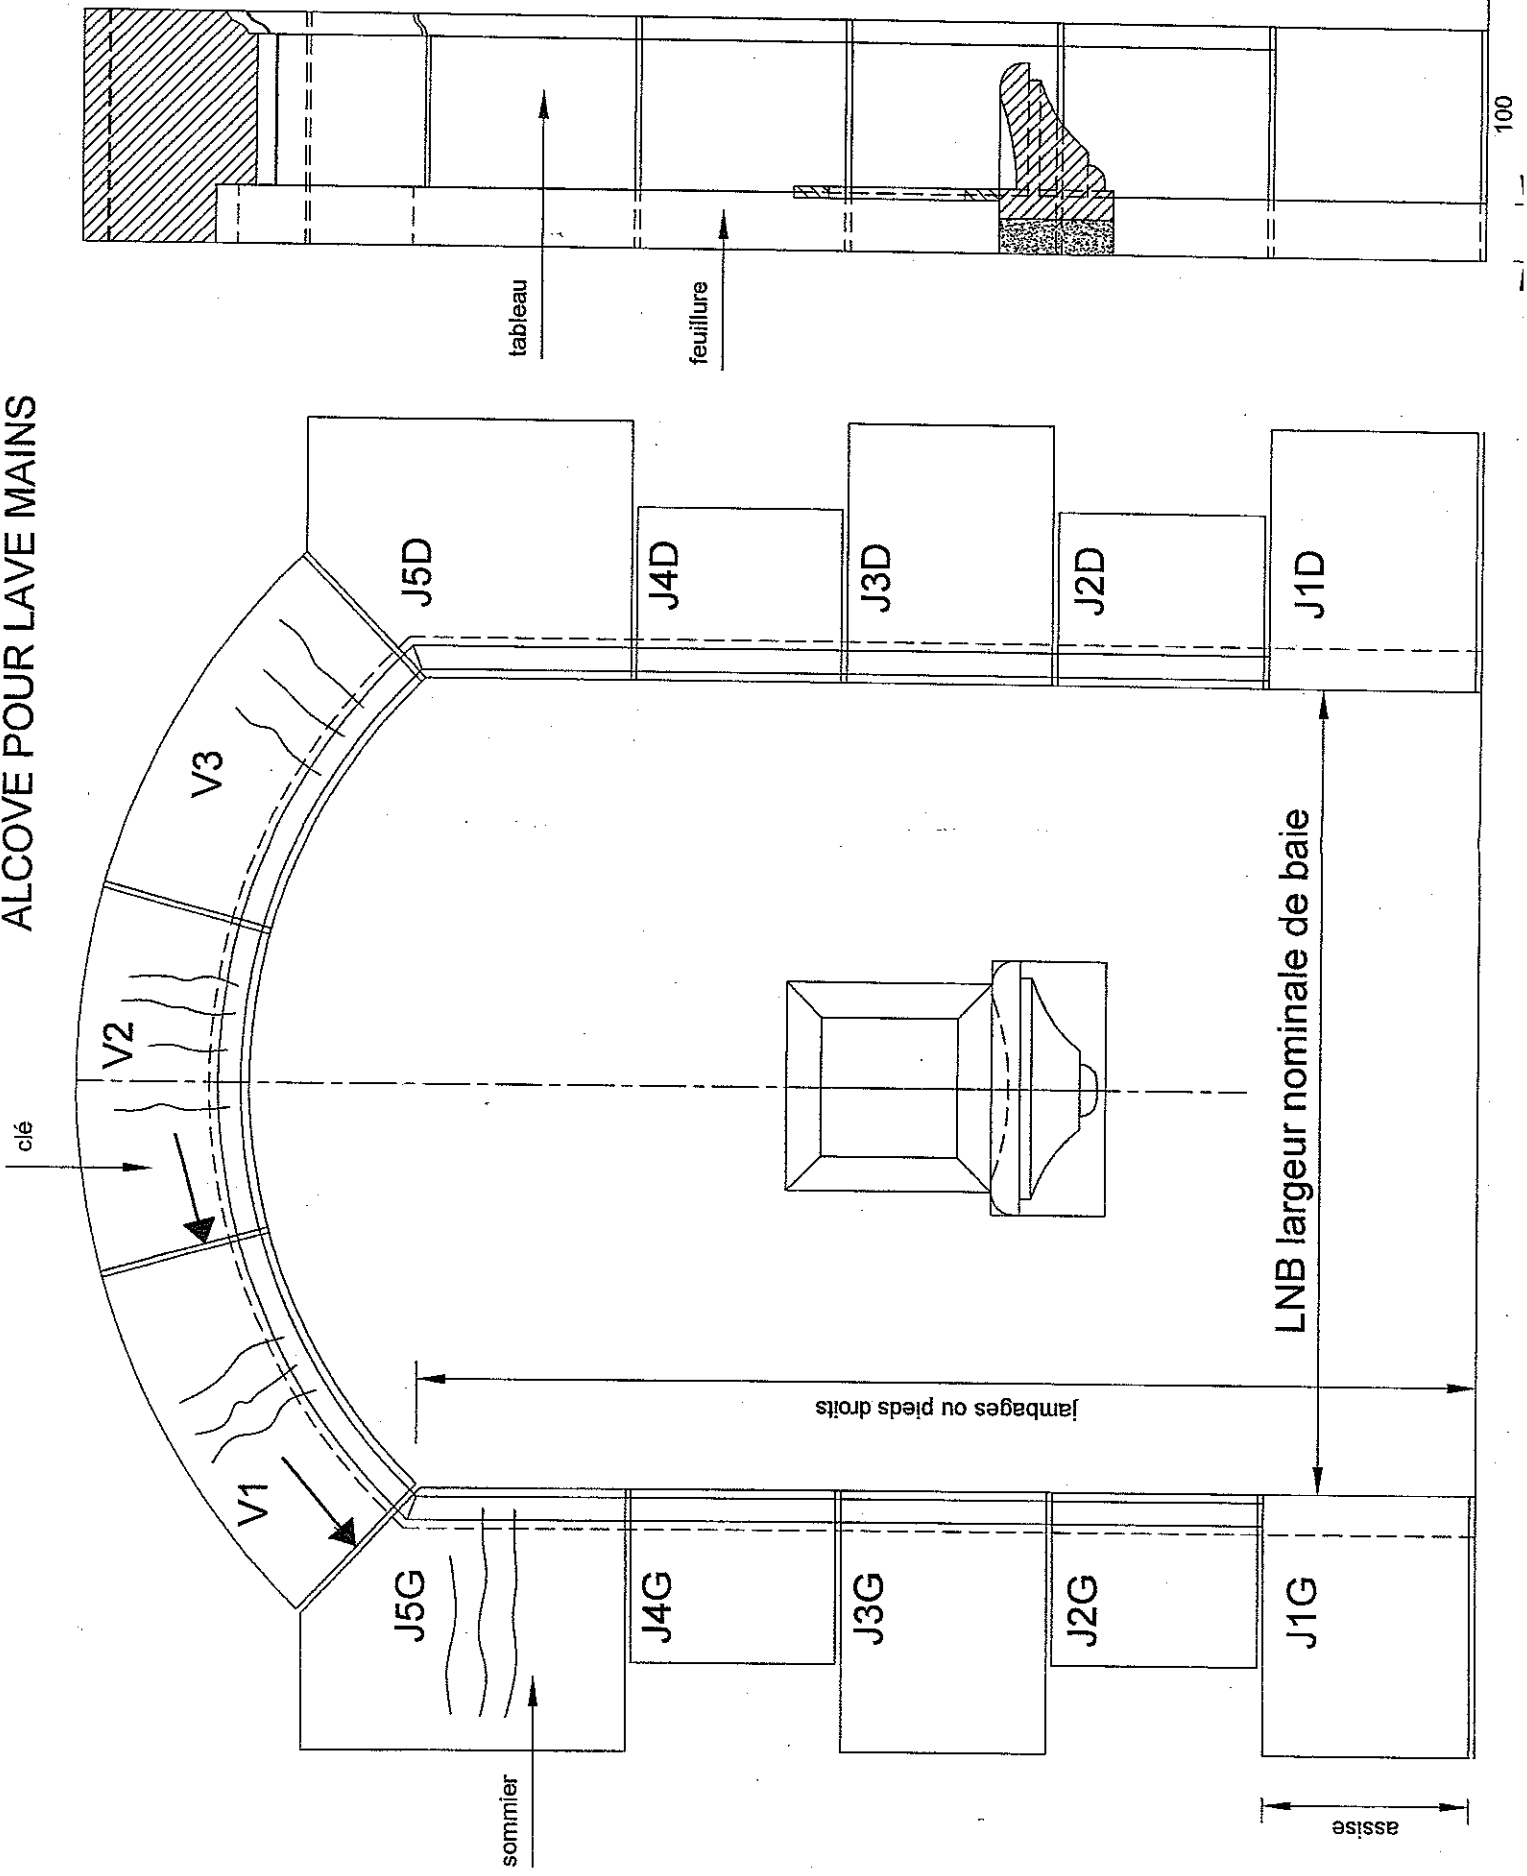 ALCOVE POUR LAVE MAINS
clé
V1
V2
V3
sommier
J5G
J4G
J3G
J2G
J1G
assise
jambages ou pieds droits
LNB largeur nominale de baie
J5D
J4D
J3D
J2D
J1D
tableau
feuillure
100